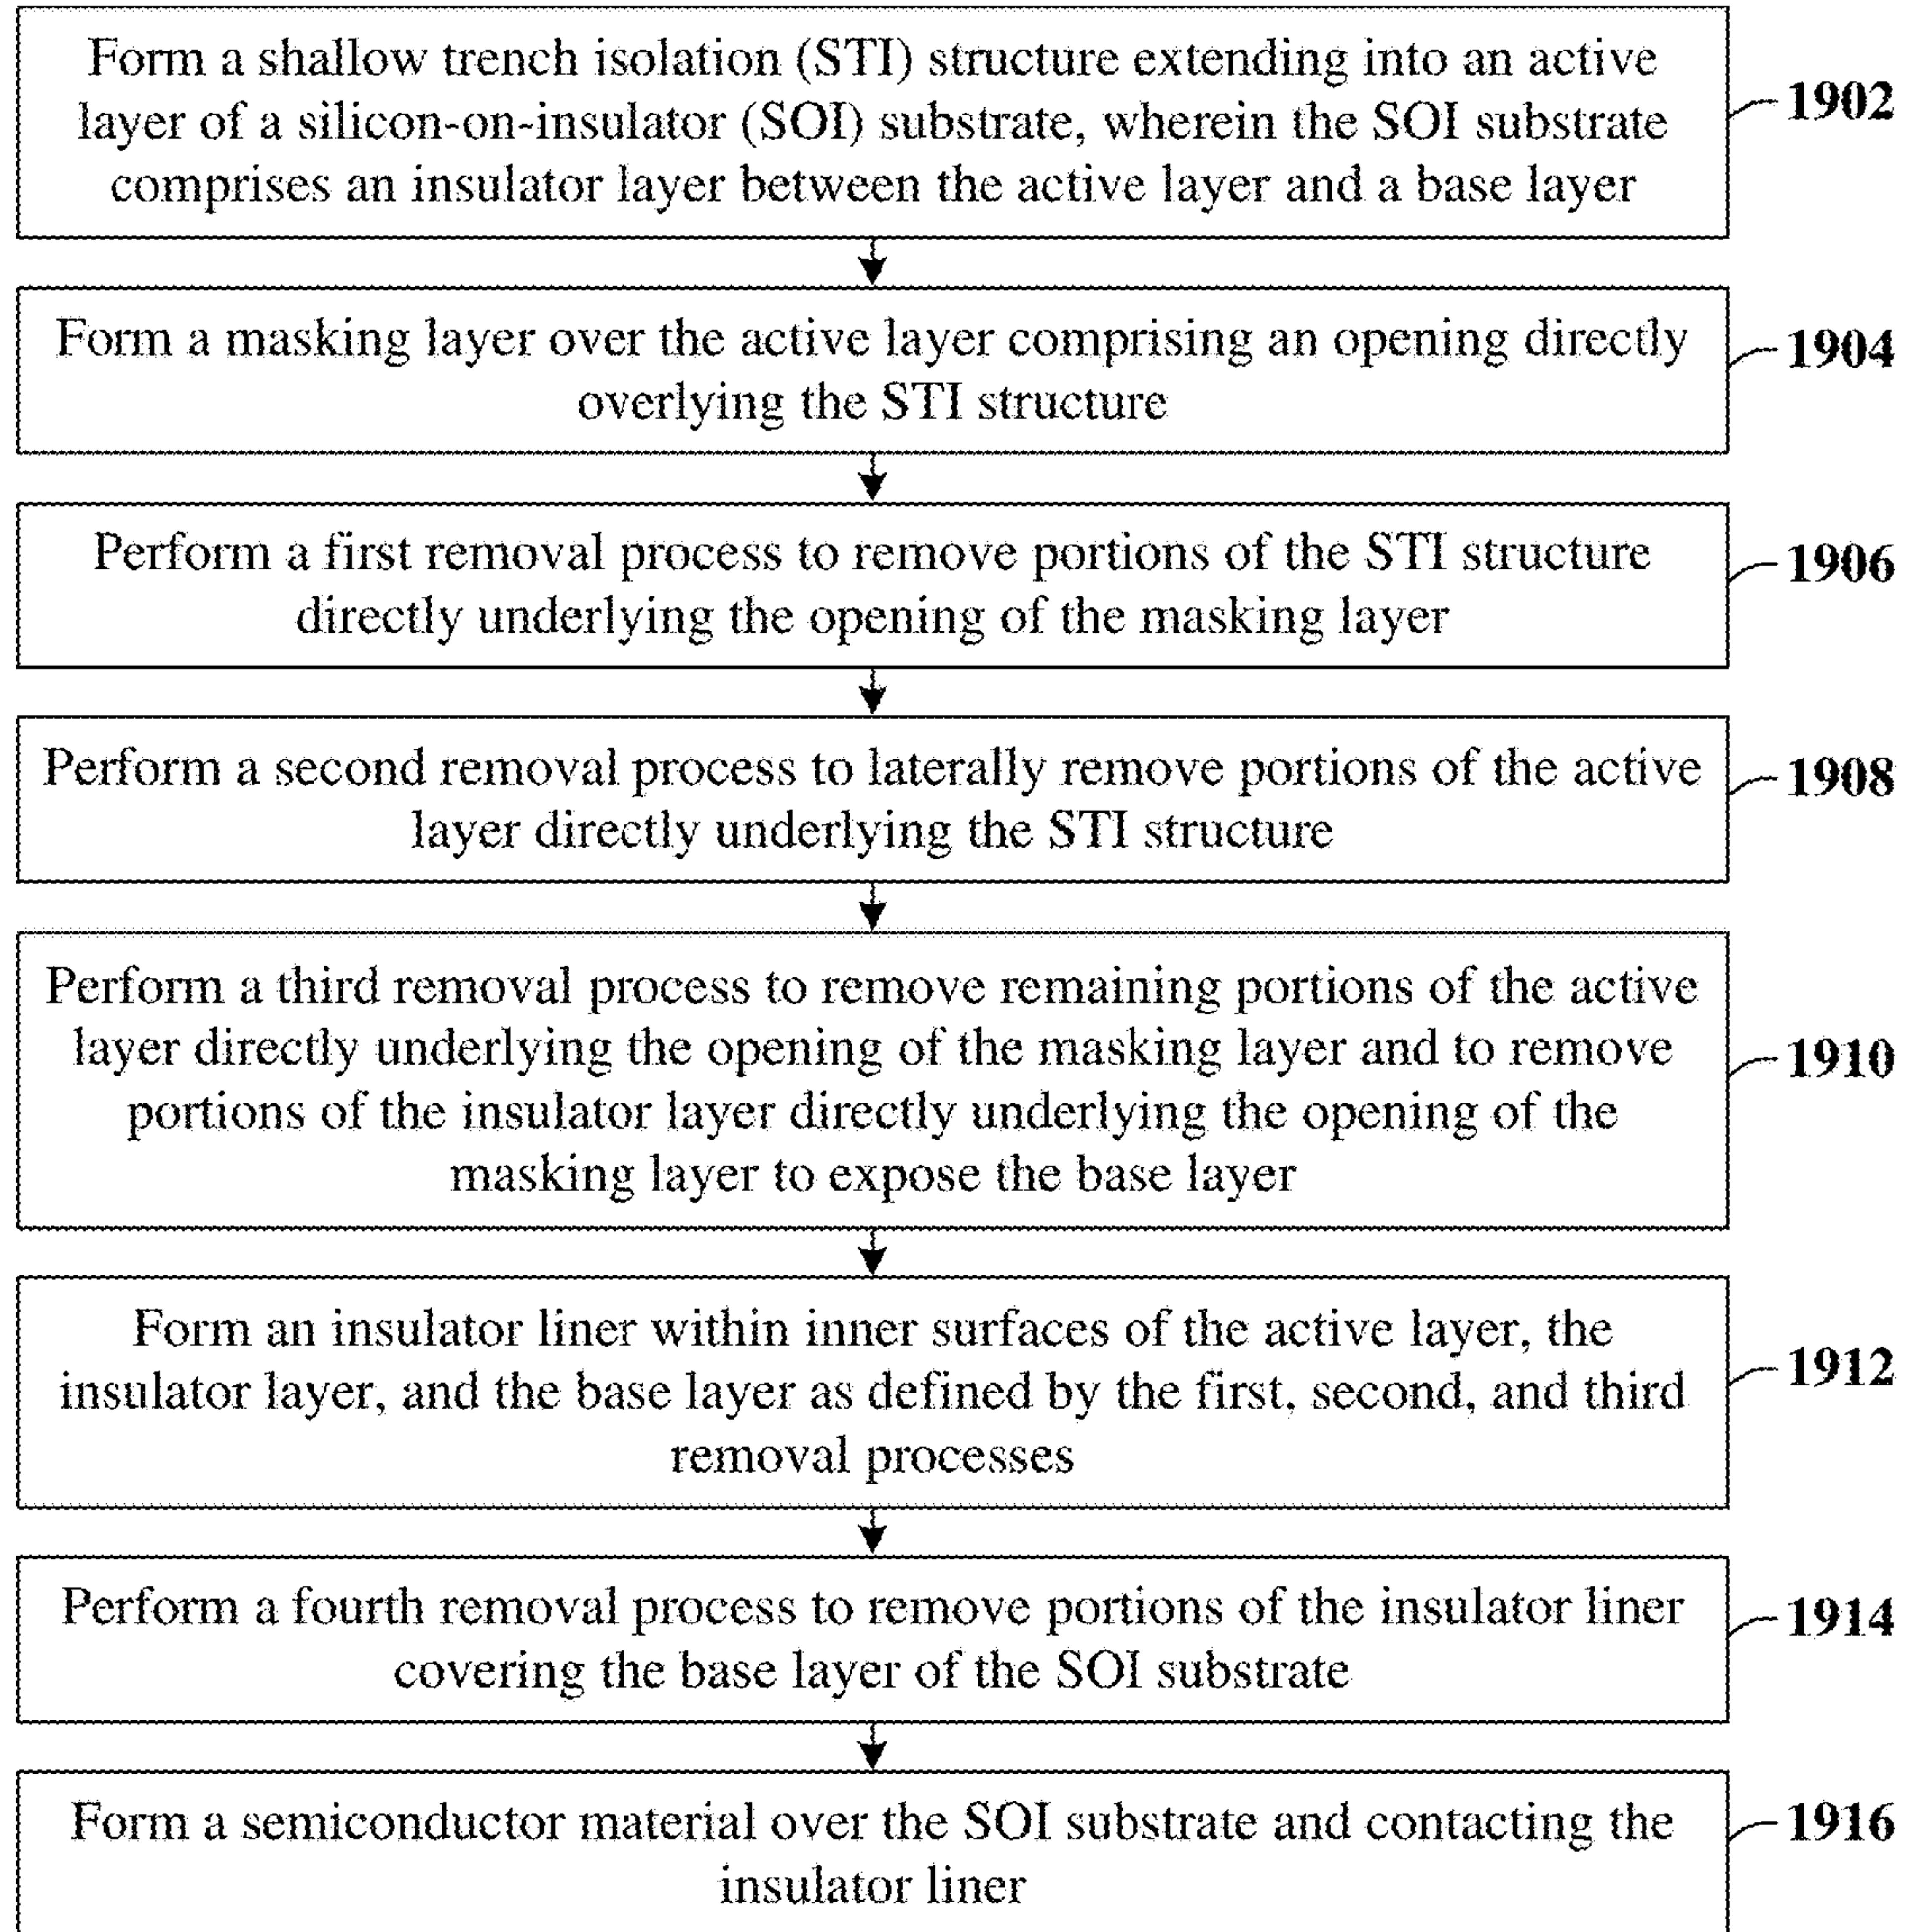 Form a shallow trench isolation (STI) structure extending into an active
layer of a silicon-on-insulator (SOI) substrate, wherein the SOI substrate
comprises an insulator layer between the active layer and a base layer
1902
Form a masking layer over the active layer comprising an opening directly
overlying the STI structure
1904
Perform a first removal process to remove portions of the STI structure
directly underlying the opening of the masking layer
1906
Perform a second removal process to laterally remove portions of the active
layer directly underlying the STI structure
1908
Perform a third removal process to remove remaining portions of the active
layer directly underlying the opening of the masking layer and to remove
portions of the insulator layer directly underlying the opening of the
masking layer to expose the base layer
1910
Form an insulator liner within inner surfaces of the active layer, the
insulator layer, and the base layer as defined by the first, second, and third
removal processes
1912
Perform a fourth removal process to remove portions of the insulator liner
covering the base layer of the SOI substrate
1914
Form a semiconductor material over the SOI substrate and contacting the
insulator liner
1916